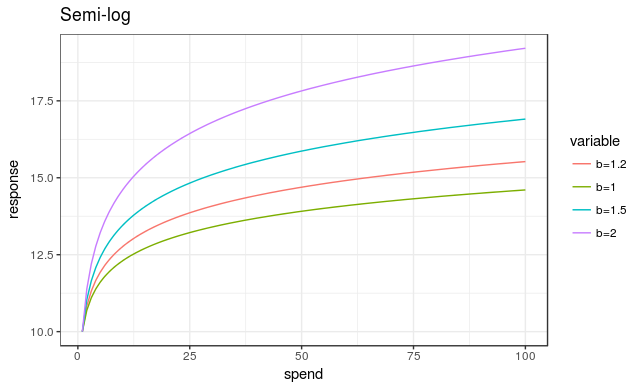 Semi-log
response
17.5
15.0
12.5
10.0
0 25 50 75 100
spend
variable
b=1.2
b=1
b=1.5
b=2